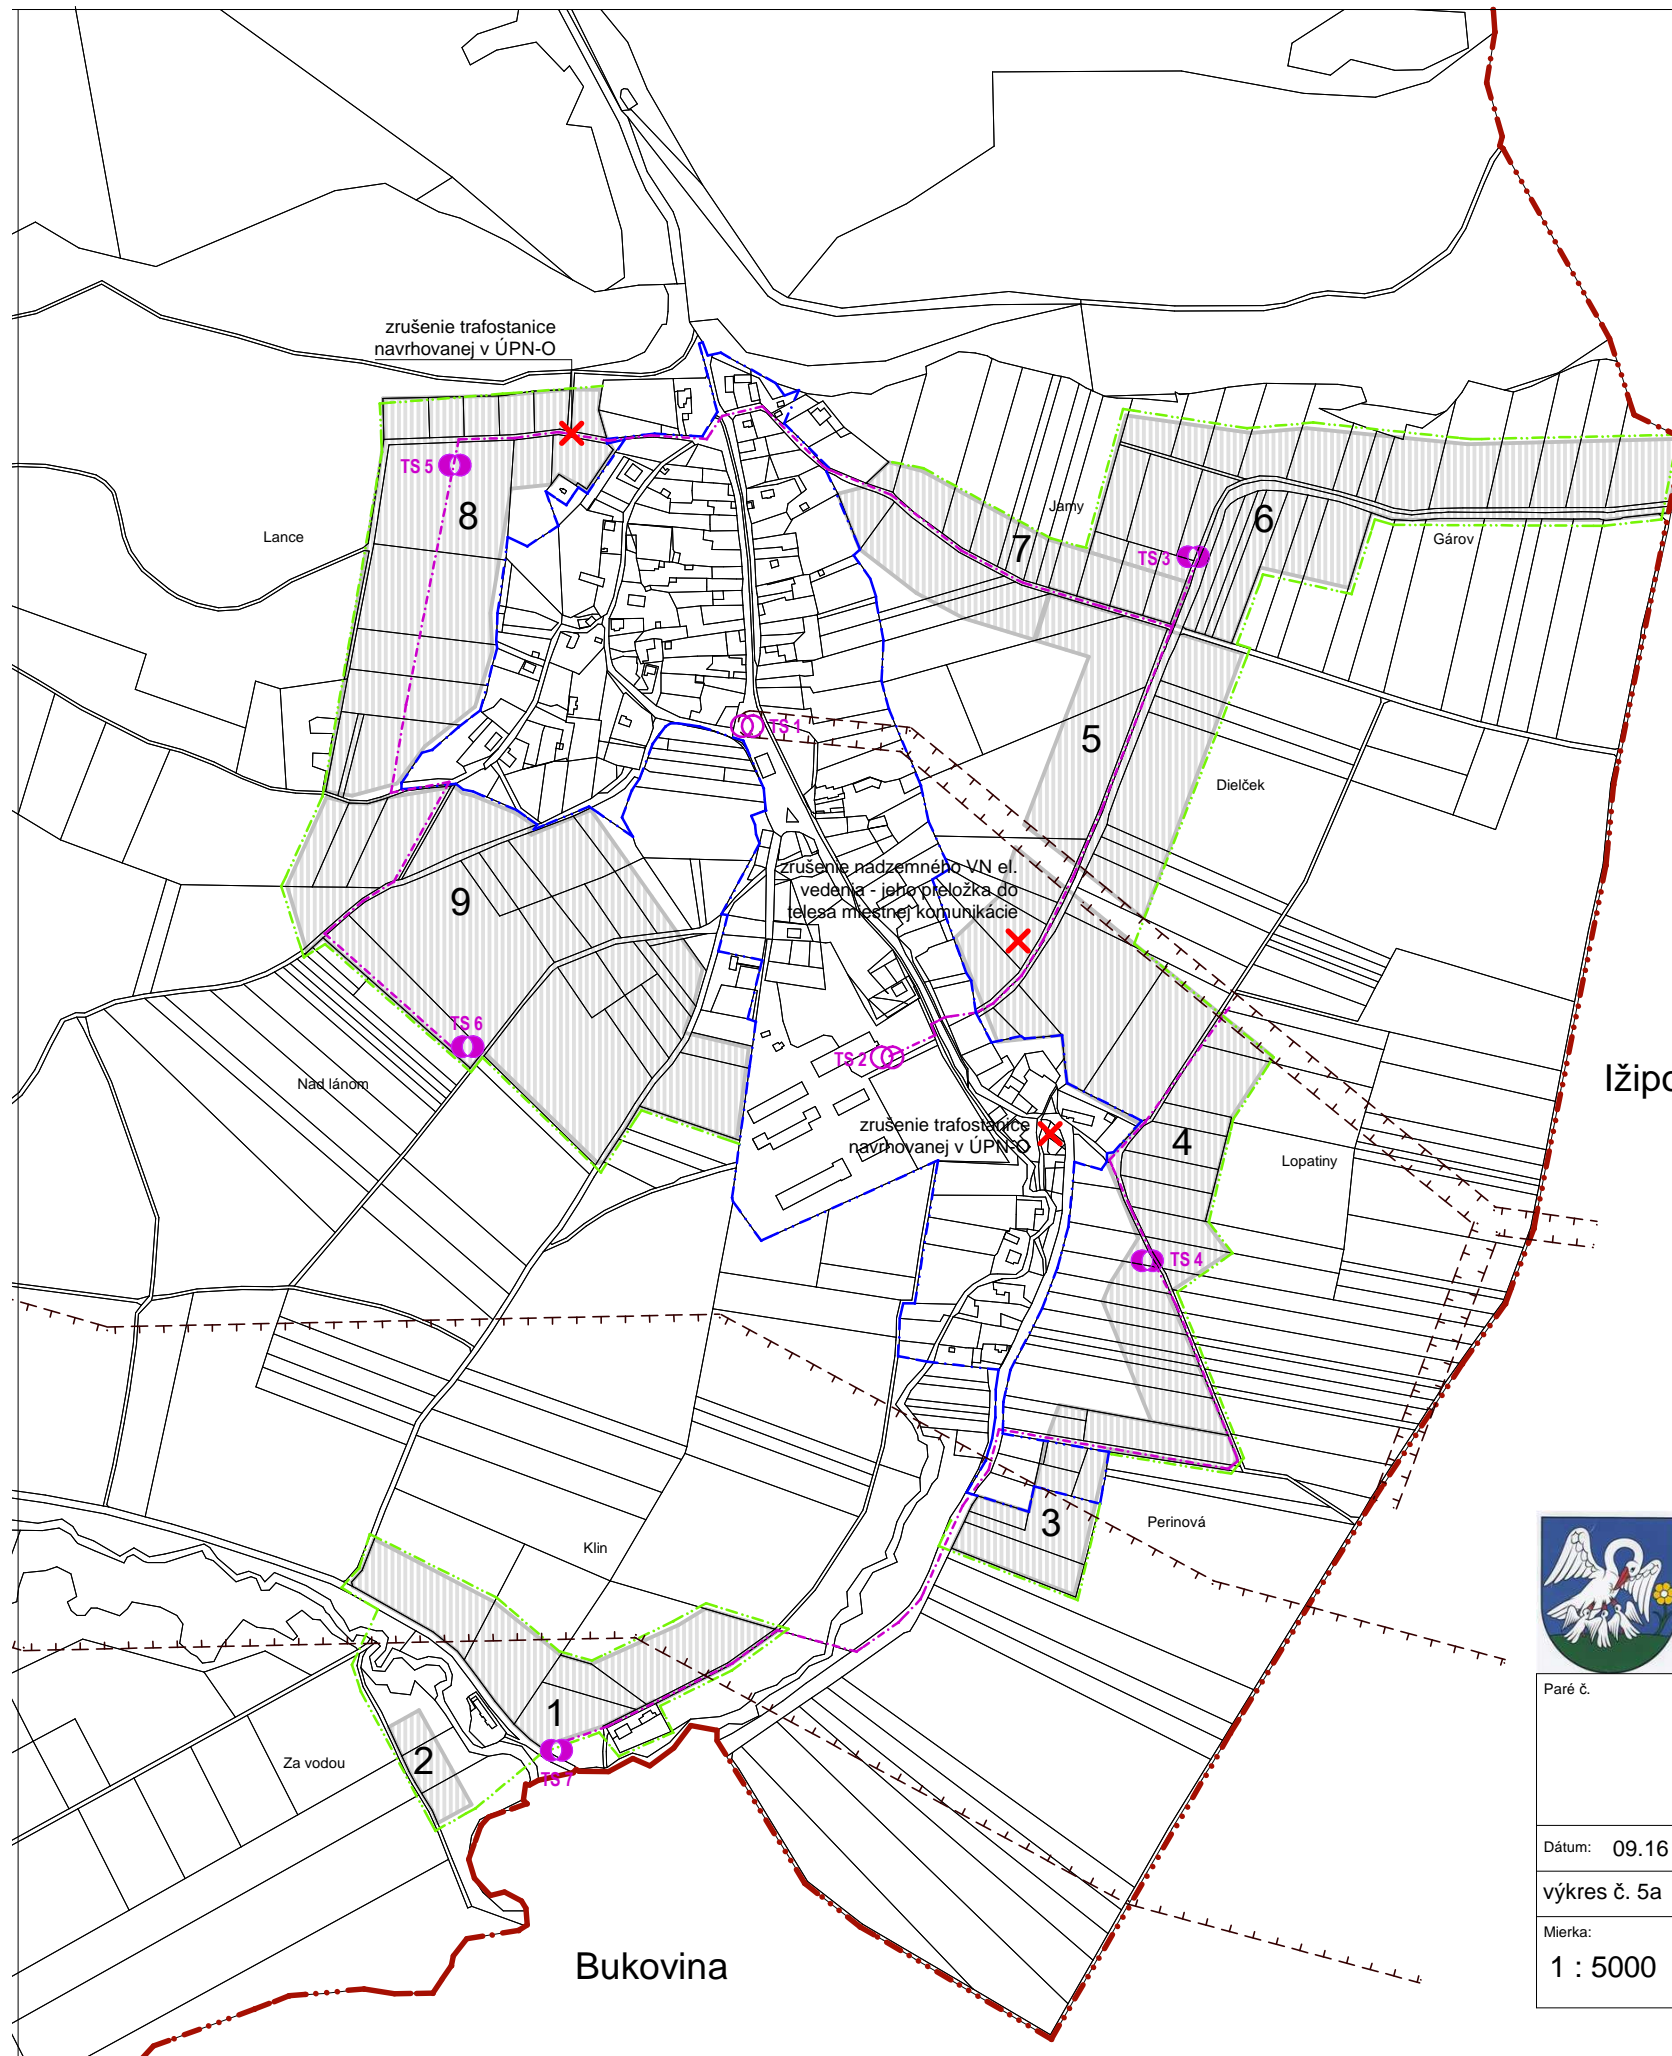 zrušenie trafostanice
navrhovanej v ÚPN-O
TS 5
8
Lance
Jamy
7
6
Gárov
TS 3
TS 1
5
Dielček
zrušenie nadzemného VN el.
vedenia - jeho preložka do
telesa miestnej komunikácie
9
TS 6
Nad lánom
TS 2
Ižipo
zrušenie trafostanice
navrhovanej v ÚPN-O
4
Lopatiny
TS 4
3
Perinová
Klin
1
2
Za vodou
TS 7
Bukovina
Paré č.
Dátum: 09.16
výkres č. 5a
Mierka:
1 : 5000